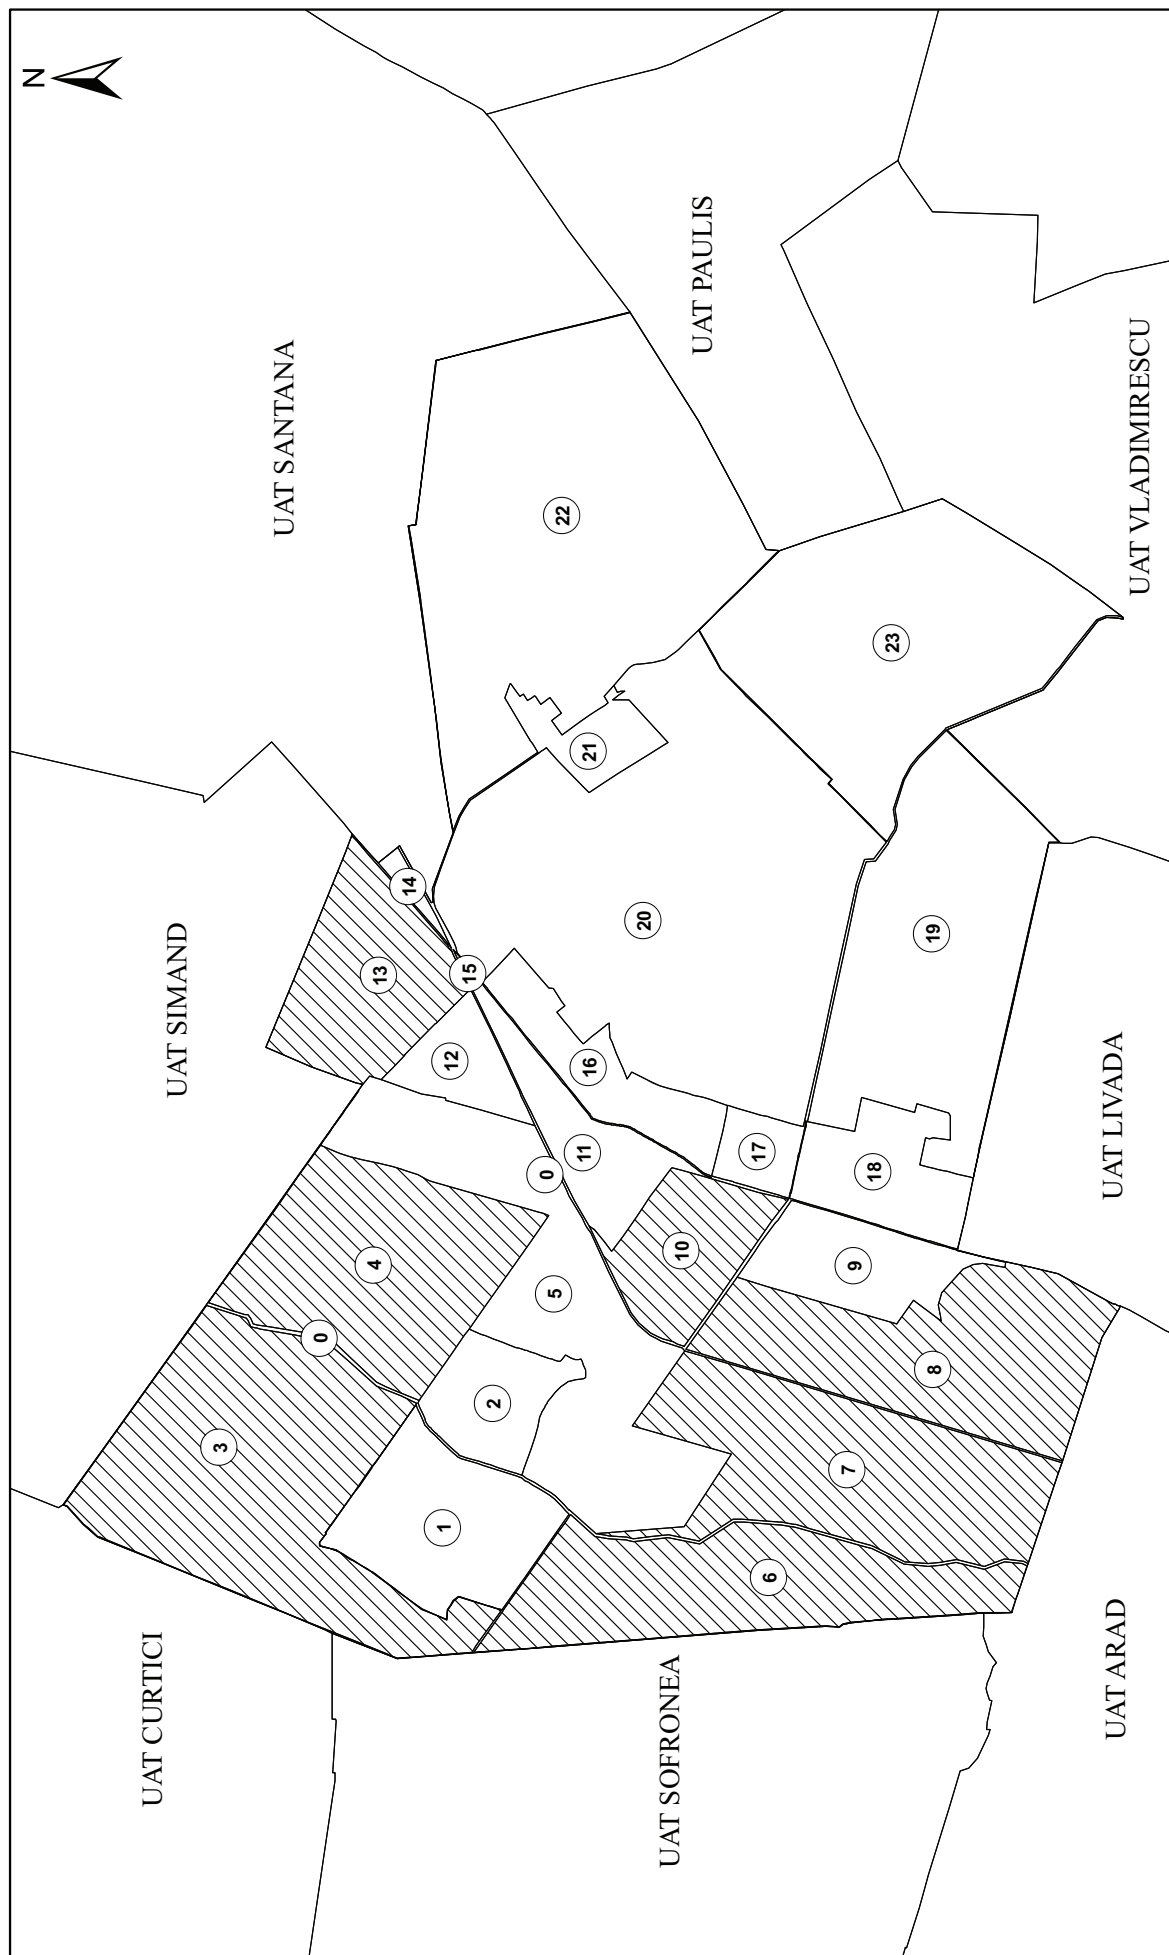 N
UAT CURTICI
UAT SIMAND
3
UAT SANTANA
0
4
13
14
1
12
15
2
0
5
22
11
16
21
20
UAT SOFRONEA
10
UAT PAULIS
17
6
7
9
18
23
8
19
UAT ARAD
UAT LIVADA
UAT VLADIMIRESCU